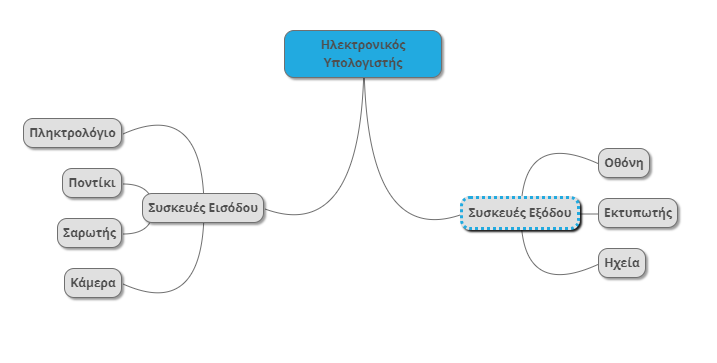 Ηλεκτρονικός
Υπολογιστής
Πληκτρολόγιο
Ποντίκι
Συσκευές Εισόδου
Σαρωτής
Κάμερα
Οθόνη
Συσκευές Εξόδου
Εκτυπωτής
Ηχεία